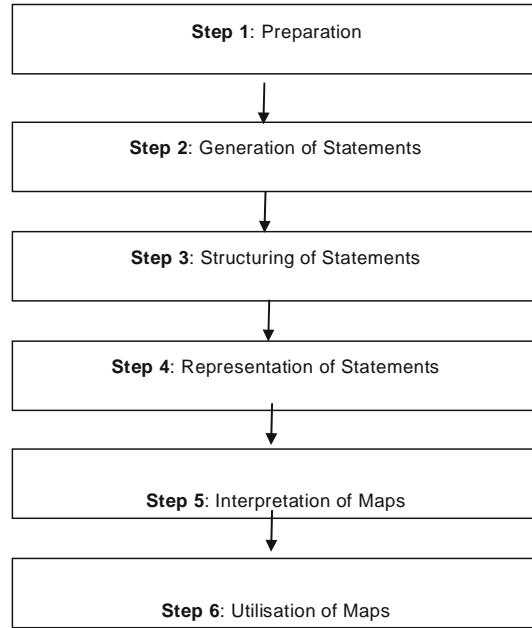 Step 1: Preparation
Step 2: Generation of Statements
Step 3: Structuring of Statements
Step 4: Representation of Statements
Step 5: Interpretation of Maps
Step 6: Utilisation of Maps